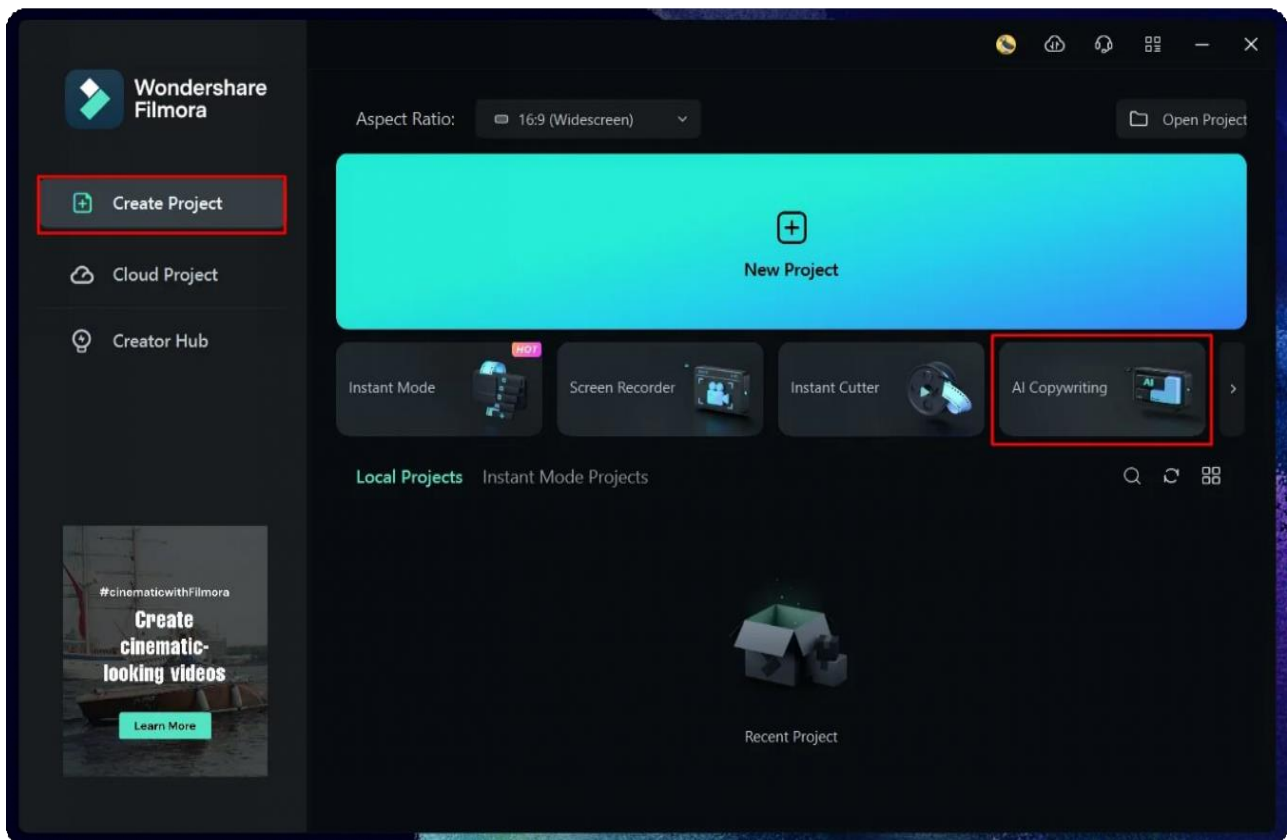 Wondershare
Filmora
Aspect Ratio:
16:9 (Widescreen)
Open Project
Create Project
New Project
Cloud Project
Creator Hub
HOT
Instant Mode
Screen Recorder
Instant Cutter
AI Copywriting
AI
Local Projects
Instant Mode Projects
#cinematicwithFilmora
Create
cinematic-
looking videos
Learn More
Recent Project